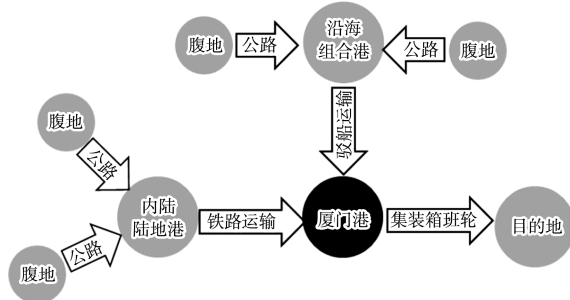 腹地
公路
沿海
组合港
公路
腹地
驳船运输
腹地
公路
内陆
陆地港
铁路运输
厦门港
集装箱班轮
目的地
公路
腹地